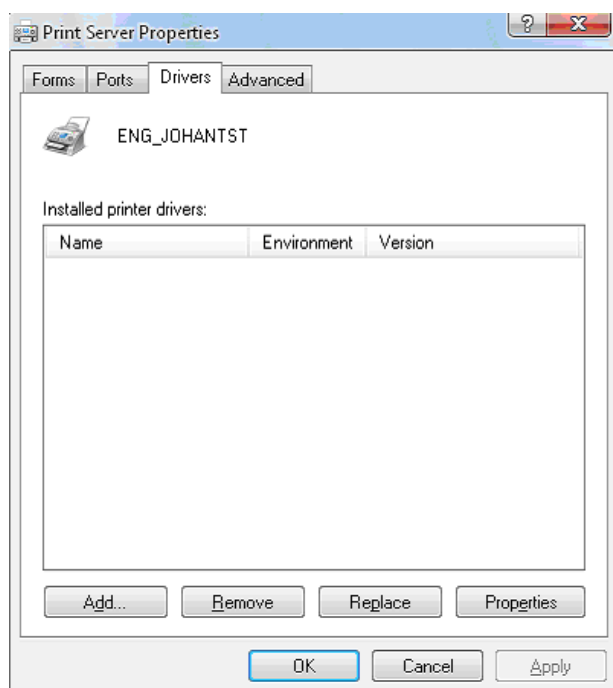 Print Server Properties
Forms Ports Drivers Advanced
ENG_JOHANTST
Installed printer drivers:
Name Environment Version
Add... Remove Replace Properties
OK Cancel Apply